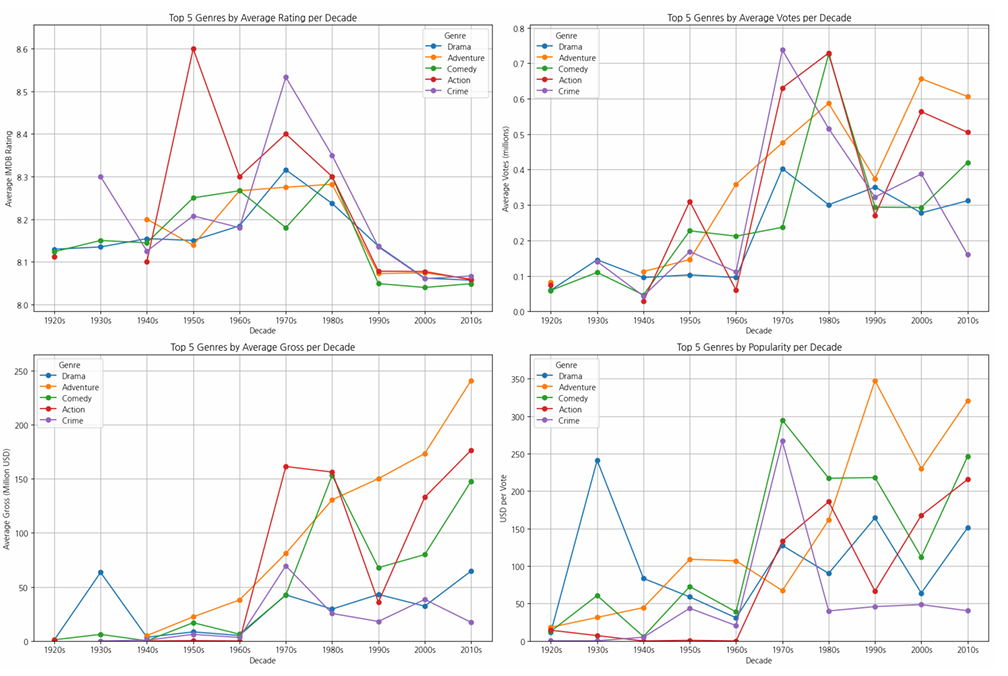 Top 5 Genres by Average Rating per Decade
Genre
Drama
Adventure
Comedy
Action
Crime
Average IMDB Rating
8.6
8.5
8.4
8.3
8.2
8.1
8.0
1920s 1930s 1940s 1950s 1960s 1970s 1980s 1990s 2000s 2010s
Decade
Top 5 Genres by Average Votes per Decade
Genre
Drama
Adventure
Comedy
Action
Crime
Average Votes (millions)
0.8
0.7
0.6
0.5
0.4
0.3
0.2
0.1
0.0
1920s 1930s 1940s 1950s 1960s 1970s 1980s 1990s 2000s 2010s
Decade
Top 5 Genres by Average Gross per Decade
Genre
Drama
Adventure
Comedy
Action
Crime
Average Gross (Million USD)
250
200
150
100
50
0
1920s 1930s 1940s 1950s 1960s 1970s 1980s 1990s 2000s 2010s
Decade
Top 5 Genres by Popularity per Decade
Genre
Drama
Adventure
Comedy
Action
Crime
USD per Vote
350
300
250
200
150
100
50
0
1920s 1930s 1940s 1950s 1960s 1970s 1980s 1990s 2000s 2010s
Decade